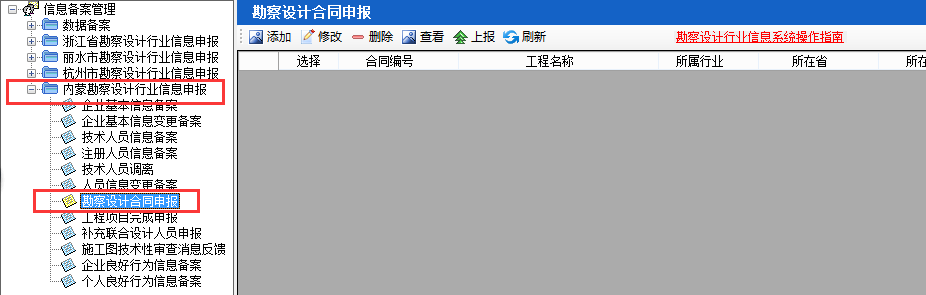 信息备案管理
数据备案
浙江省勘察设计行业信息申报
丽水市勘察设计行业信息申报
杭州市勘察设计行业信息申报
内蒙勘察设计行业信息申报
企业基本信息备案
企业基本信息变更备案
技术人员信息备案
注册人员信息备案
技术人员调离
人员信息变更备案
勘察设计合同申报
工程项目完成申报
补充联合设计人员申报
施工图技术性审查消息反馈
企业良好行为信息备案
个人良好行为信息备案
勘察设计合同申报
添加 修改 删除 查看 上报 刷新 勘察设计行业信息系统操作指南
选择 合同编号 工程名称 所属行业 所在省 所在